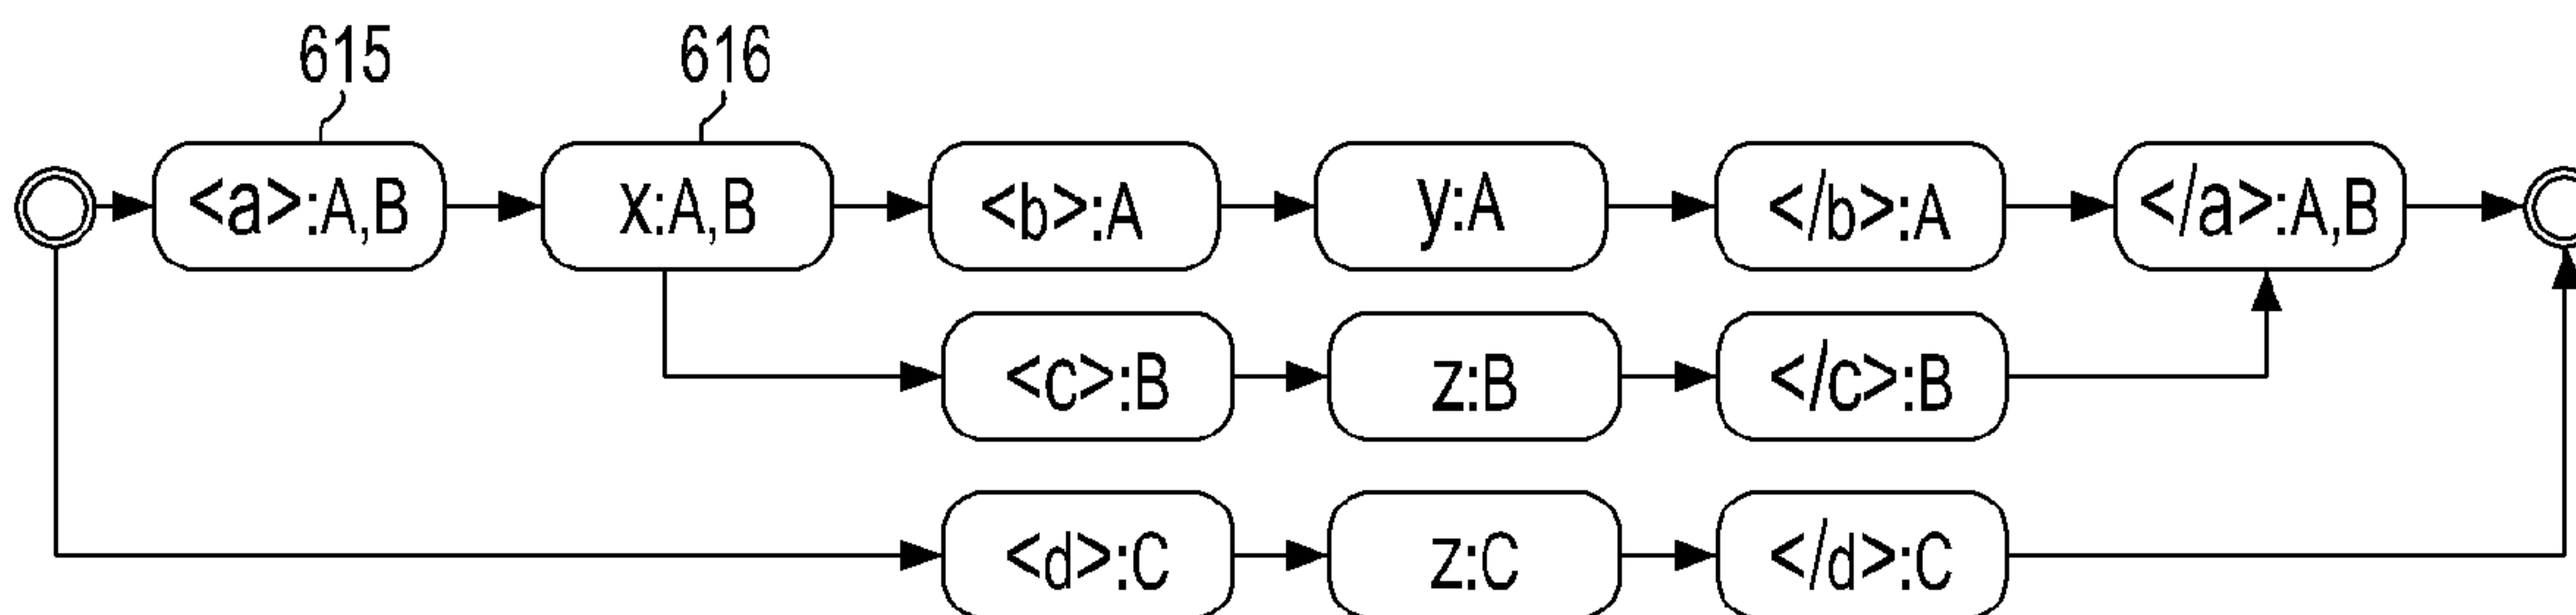 615 616
<a>:A,B x:A,B <b>:A y:A </b>:A </a>:A,B
<c>:B z:B </c>:B
<d>:C z:C </d>:C